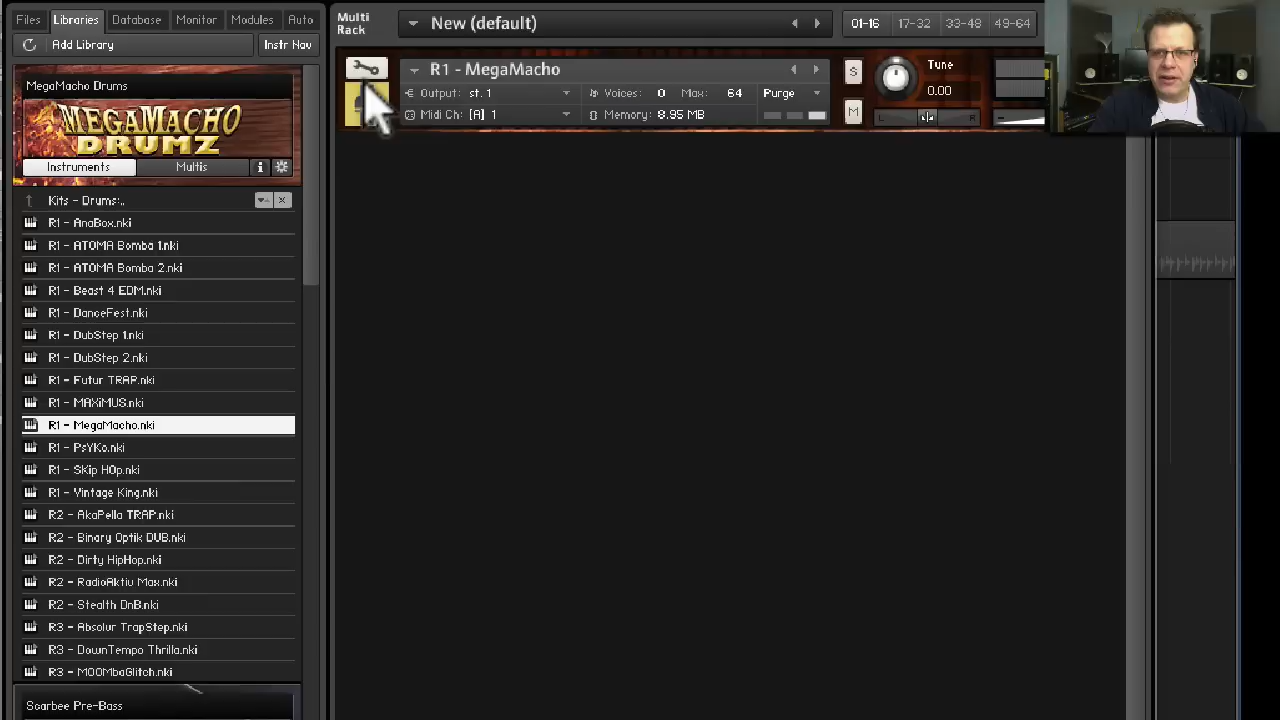 Files Libraries Database Monitor Modules Auto
Add Library Instr Nav
MegaMacho Drums
MEGAMACHO
DRUMZ
Instruments Multis i
Kits - Drums:..
R1 - AnaBox.nki
R1 - ATOMA Bomba 1.nki
R1 - ATOMA Bomba 2.nki
R1 - Beast 4 EDM.nki
R1 - DanceFest.nki
R1 - DubStep 1.nki
R1 - DubStep 2.nki
R1 - Futur TRAP.nki
R1 - MAXiMUS.nki
R1 - MegaMacho.nki
R1 - PsYKo.nki
R1 - SKip HOp.nki
R1 - Vintage King.nki
R2 - AkaPella TRAP.nki
R2 - Binary Optik DUB.nki
R2 - Dirty HipHop.nki
R2 - RadioAktiv Max.nki
R2 - Stealth DnB.nki
R3 - Absolur TrapStep.nki
R3 - DownTempo Thrilla.nki
R3 - MOOMbaGlitch.nki
Scarbee Pre-Bass
Multi
Rack
New (default)
01-16 17-32 33-48 49-64
R1 - MegaMacho
Output: st. 1 Voices: 0 Max: 64 Purge
Midi Ch: [A] 1 Memory: 8.95 MB
S
M
Tune
0.00
L R